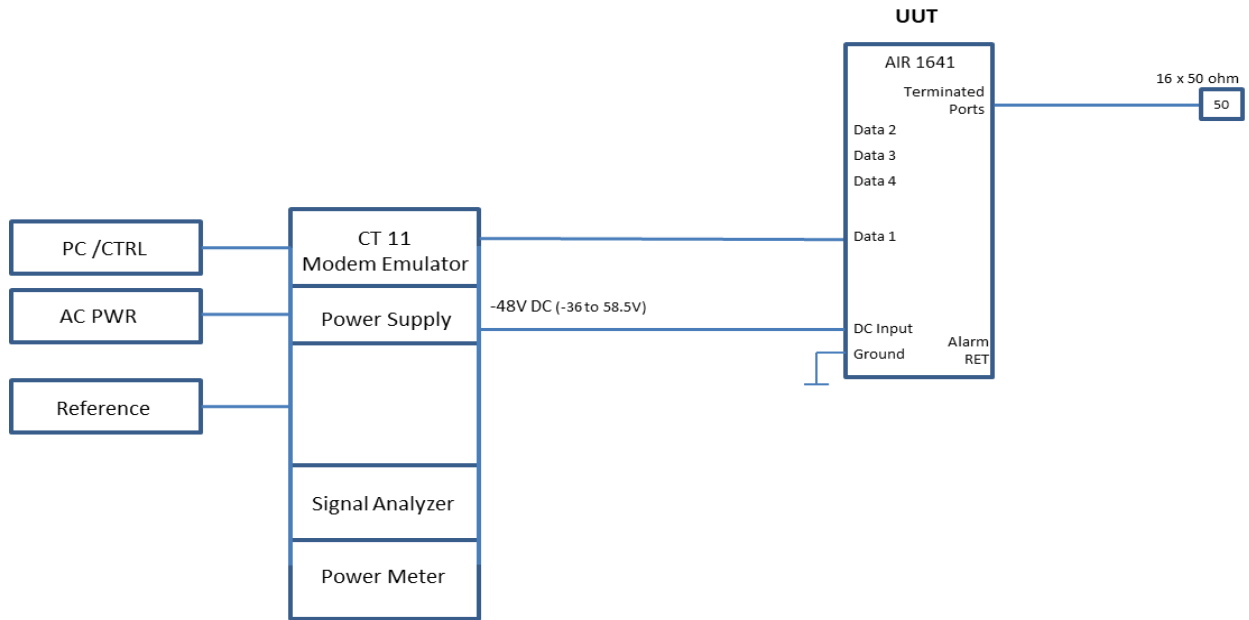 UUT
AIR 1641
Terminated
Ports
16 x 50 ohm
50
Data 2
Data 3
Data 4
Data 1
DC Input
Ground
Alarm
RET
PC /CTRL
AC PWR
Reference
CT 11
Modem Emulator
Power Supply
-48V DC (-36 to 58.5V)
Signal Analyzer
Power Meter